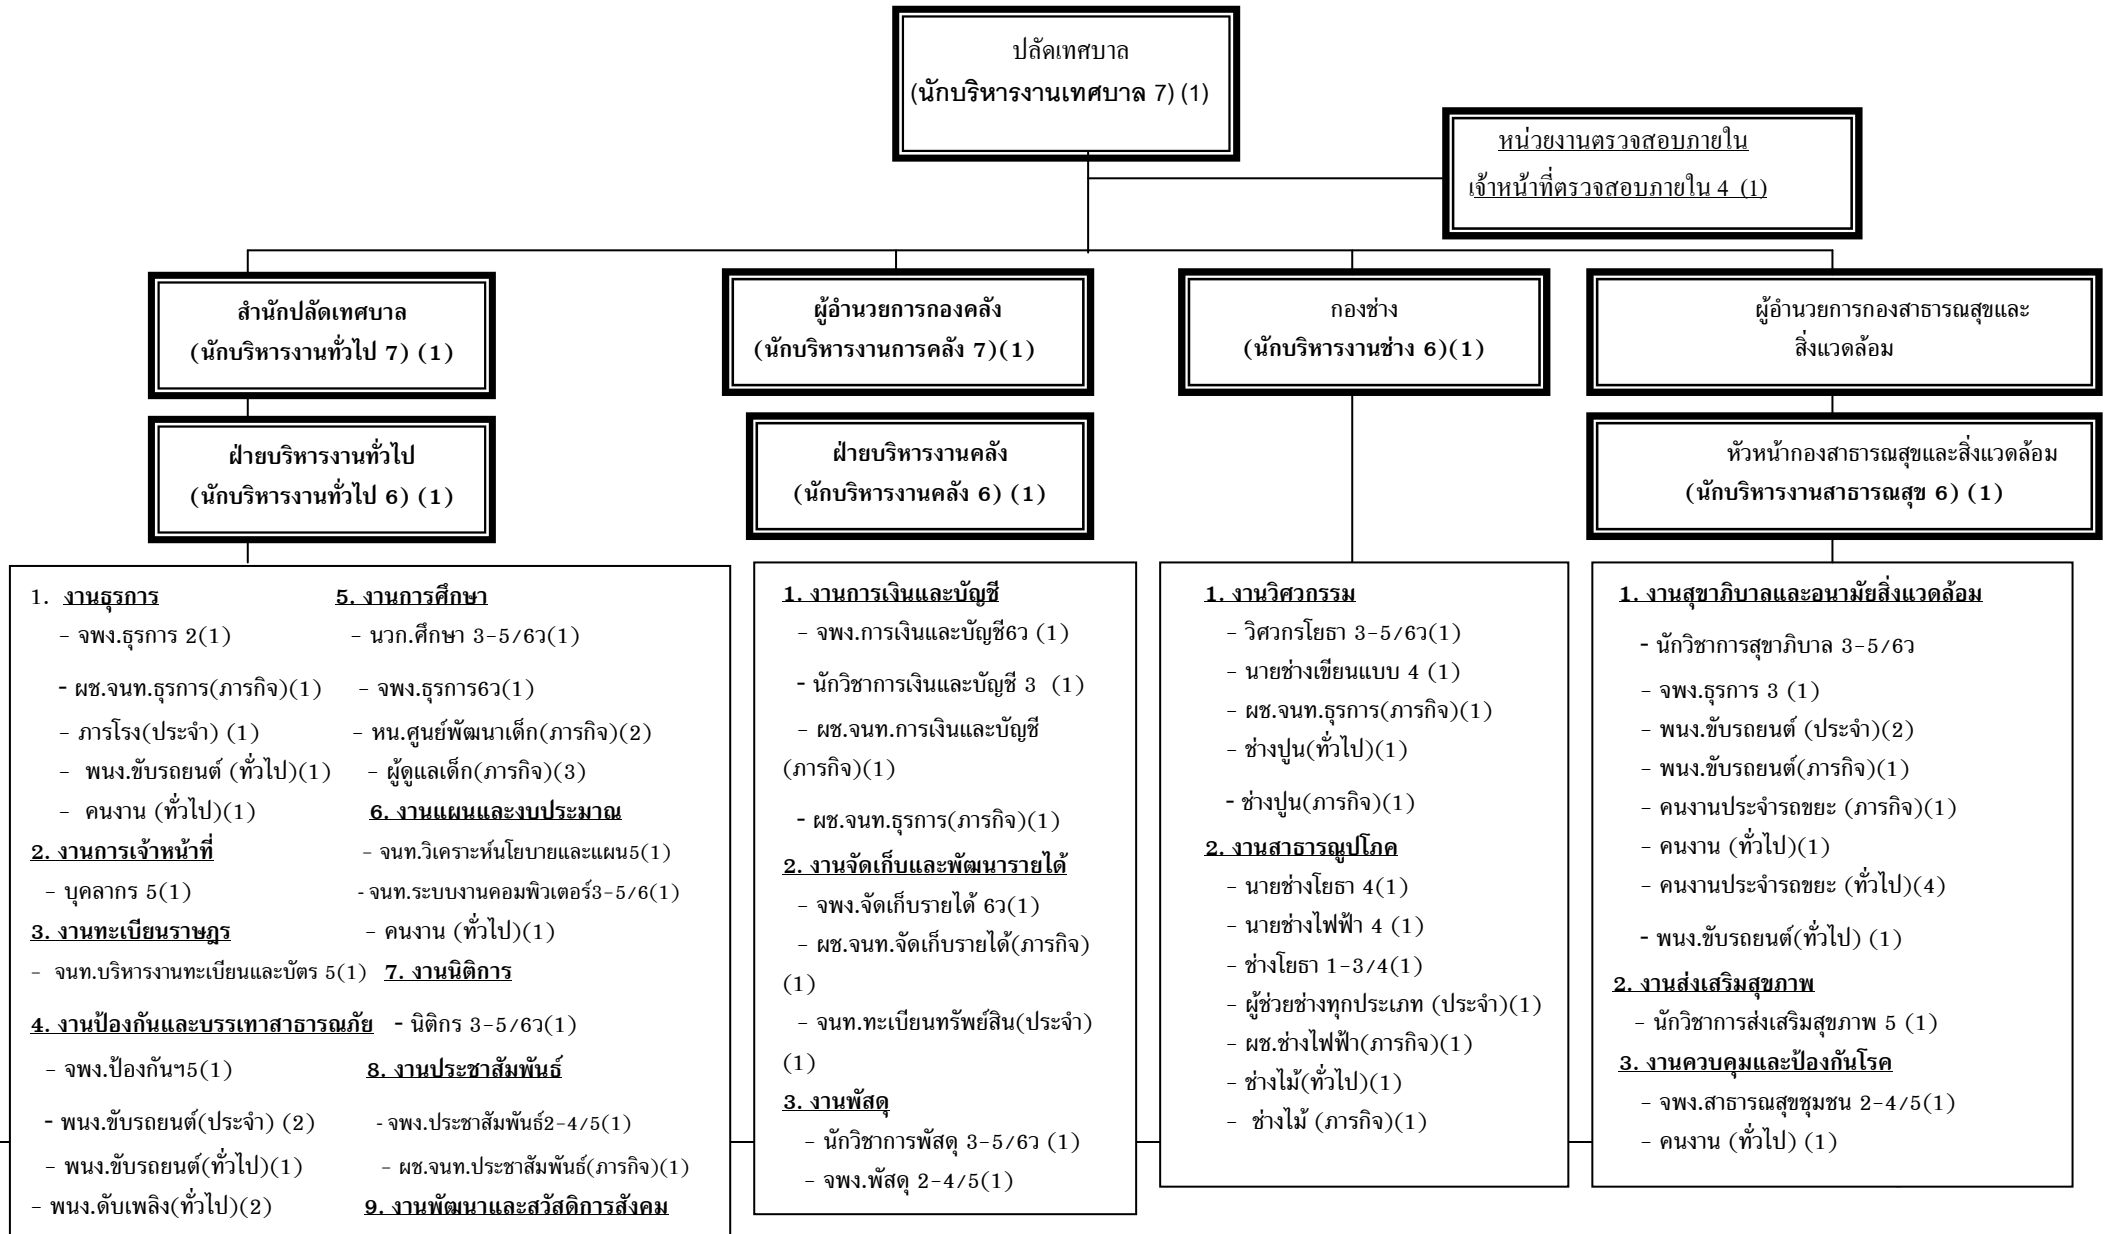 ปลัดเทศบาล
(นักบริหารงานเทศบาล 7) (1)
หน่วยงานตรวจสอบภายใน
เจ้าหน้าที่ตรวจสอบภายใน 4 (1)
สำนักปลัดเทศบาล
(นักบริหารงานทั่วไป 7) (1)
ผู้อำนวยการกองคลัง
(นักบริหารงานการคลัง 7)(1)
กองช่าง
(นักบริหารงานช่าง 6)(1)
ผู้อำนวยการกองสาธารณสุขและ
สิ่งแวดล้อม
ฝ่ายบริหารงานทั่วไป
(นักบริหารงานทั่วไป 6) (1)
ฝ่ายบริหารงานคลัง
(นักบริหารงานคลัง 6) (1)
หัวหน้ากองสาธารณสุขและสิ่งแวดล้อม
(นักบริหารงานสาธารณสุข 6) (1)
1. งานธุรการ
- จพง.ธุรการ 2(1)
- ผช.จนท.ธุรการ(ภารกิจ)(1)
- ภารโรง(ประจำ) (1)
- พนง.ขับรถยนต์ (ทั่วไป)(1)
- คนงาน (ทั่วไป)(1)
2. งานการเจ้าหน้าที่
- บุคลากร 5(1)
3. งานทะเบียนราษฎร
- จนท.บริหารงานทะเบียนและบัตร 5(1)
4. งานป้องกันและบรรเทาสาธารณภัย
- จพง.ป้องกันฯ5(1)
- พนง.ขับรถยนต์(ประจำ) (2)
- พนง.ขับรถยนต์(ทั่วไป)(1)
- พนง.ดับเพลิง(ทั่วไป)(2)
5. งานการศึกษา
- นวก.ศึกษา 3-5/6ว(1)
- จพง.ธุรการ6ว(1)
- หน.ศูนย์พัฒนาเด็ก(ภารกิจ)(2)
- ผู้ดูแลเด็ก(ภารกิจ)(3)
6. งานแผนและงบประมาณ
- จนท.วิเคราะห์นโยบายและแผน5(1)
- จนท.ระบบงานคอมพิวเตอร์3-5/6(1)
- คนงาน (ทั่วไป)(1)
7. งานนิติการ
- นิติกร 3-5/6ว(1)
8. งานประชาสัมพันธ์
- จพง.ประชาสัมพันธ์2-4/5(1)
- ผช.จนท.ประชาสัมพันธ์(ภารกิจ)(1)
9. งานพัฒนาและสวัสดิการสังคม
1. งานการเงินและบัญชี
- จพง.การเงินและบัญชี6ว (1)
- นักวิชาการเงินและบัญชี 3 (1)
- ผช.จนท.การเงินและบัญชี
(ภารกิจ)(1)
- ผช.จนท.ธุรการ(ภารกิจ)(1)
2. งานจัดเก็บและพัฒนารายได้
- จพง.จัดเก็บรายได้ 6ว(1)
- ผช.จนท.จัดเก็บรายได้(ภารกิจ)
(1)
- จนท.ทะเบียนทรัพย์สิน(ประจำ)
(1)
3. งานพัสดุ
- นักวิชาการพัสดุ 3-5/6ว (1)
- จพง.พัสดุ 2-4/5(1)
1. งานวิศวกรรม
- วิศวกรโยธา 3-5/6ว(1)
- นายช่างเขียนแบบ 4 (1)
- ผช.จนท.ธุรการ(ภารกิจ)(1)
- ช่างปูน(ทั่วไป)(1)
- ช่างปูน(ภารกิจ)(1)
2. งานสาธารณูปโภค
- นายช่างโยธา 4(1)
- นายช่างไฟฟ้า 4 (1)
- ช่างโยธา 1-3/4(1)
- ผู้ช่วยช่างทุกประเภท (ประจำ)(1)
- ผช.ช่างไฟฟ้า(ภารกิจ)(1)
- ช่างไม้(ทั่วไป)(1)
- ช่างไม้ (ภารกิจ)(1)
1. งานสุขาภิบาลและอนามัยสิ่งแวดล้อม
- นักวิชาการสุขาภิบาล 3-5/6ว
- จพง.ธุรการ 3 (1)
- พนง.ขับรถยนต์ (ประจำ)(2)
- พนง.ขับรถยนต์(ภารกิจ)(1)
- คนงานประจำรถขยะ (ภารกิจ)(1)
- คนงาน (ทั่วไป)(1)
- คนงานประจำรถขยะ (ทั่วไป)(4)
- พนง.ขับรถยนต์(ทั่วไป) (1)
2. งานส่งเสริมสุขภาพ
- นักวิชาการส่งเสริมสุขภาพ 5 (1)
3. งานควบคุมและป้องกันโรค
- จพง.สาธารณสุขชุมชน 2-4/5(1)
- คนงาน (ทั่วไป) (1)